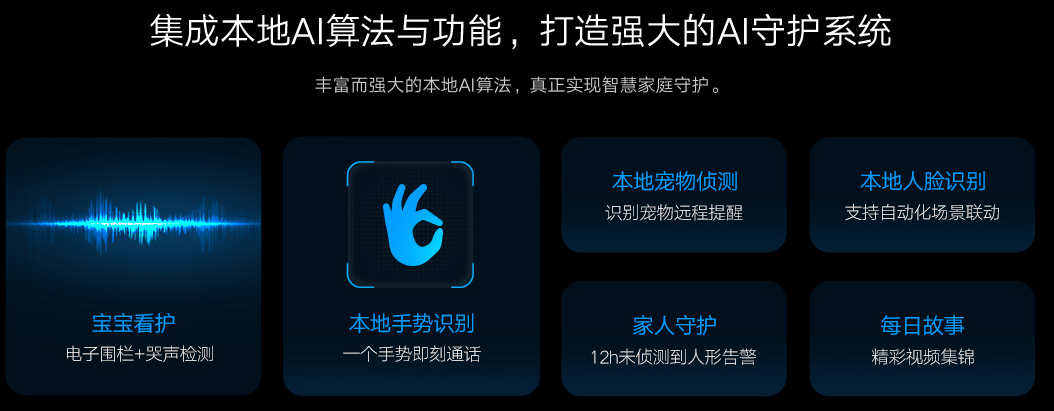 集成本地AI算法与功能，打造强大的AI守护系统
丰富而强大的本地AI算法，真正实现智慧家庭守护。
宝宝看护
电子围栏+哭声检测
本地手势识别
一个手势即刻通话
本地宠物侦测
识别宠物远程提醒
本地人脸识别
支持自动化场景联动
家人守护
12h未侦测到人形告警
每日故事
精彩视频集锦